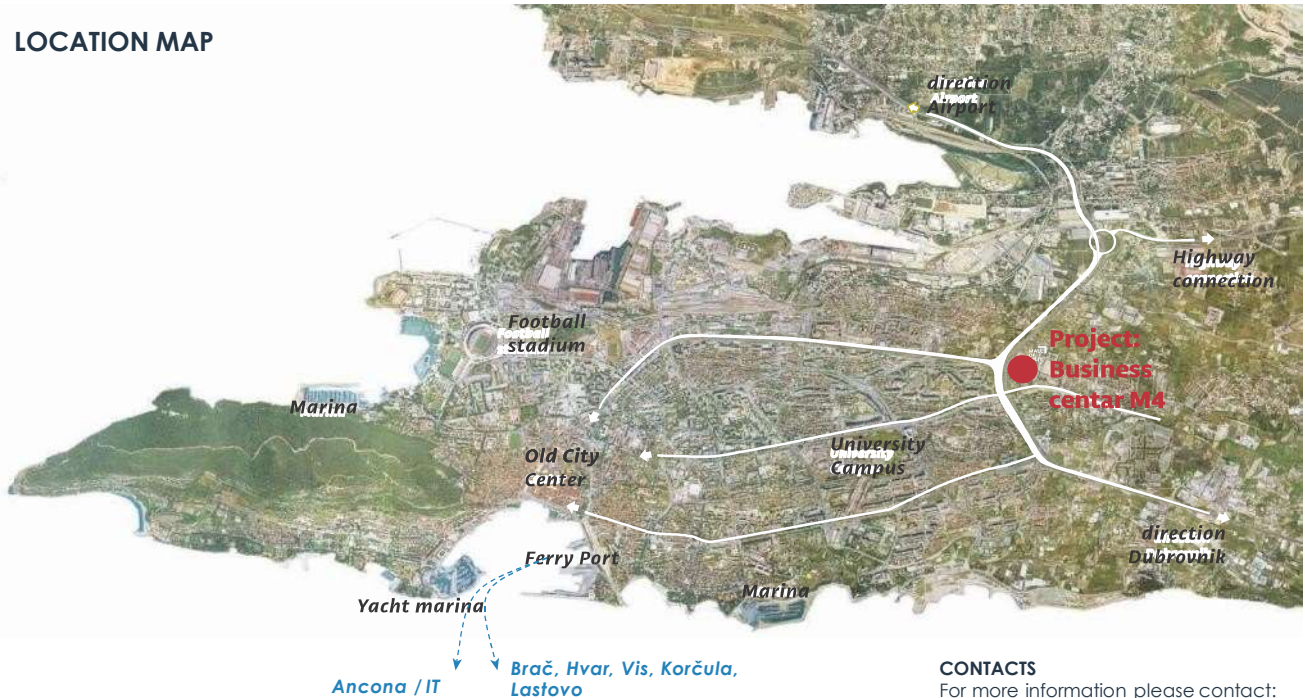 LOCATION MAP
direction
Airport
Highway
connection
Football
stadium
Project:
Business
centar M4
Marina
University
Campus
Old City
Center
direction
Dubrovnik
Ferry Port
Marina
Yacht marina
Ancona / IT
Brač, Hvar, Vis, Korčula,
Lastovo
CONTACTS
For more information please contact: